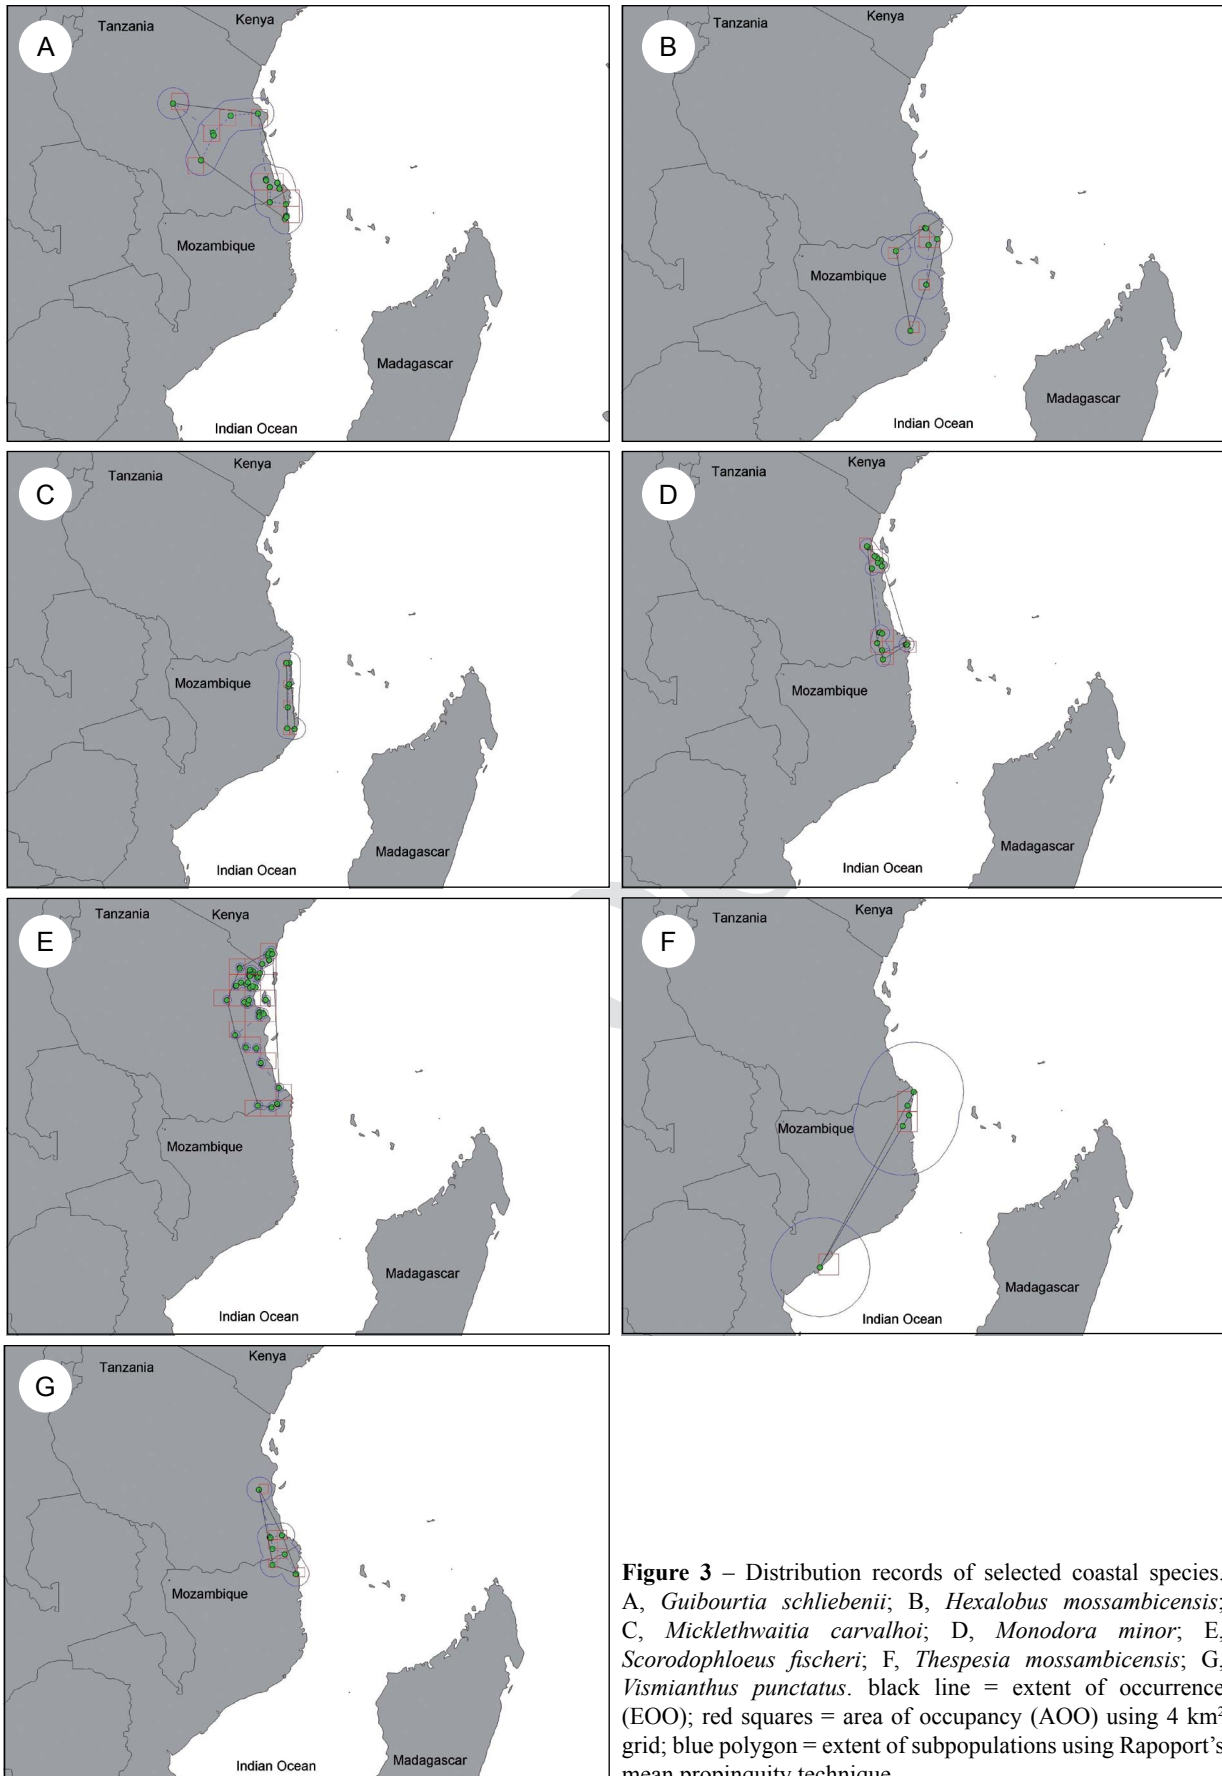 A
Tanzania
Kenya
Mozambique
Madagascar
Indian Ocean
B
Tanzania
Kenya
Mozambique
Madagascar
Indian Ocean
C
Tanzania
Kenya
Mozambique
Madagascar
Indian Ocean
D
Tanzania
Kenya
Mozambique
Madagascar
Indian Ocean
E
Tanzania
Kenya
Mozambique
Madagascar
Indian Ocean
F
Tanzania
Kenya
Mozambique
Madagascar
Indian Ocean
G
Tanzania
Kenya
Mozambique
Madagascar
Indian Ocean
Figure 3 – Distribution records of selected coastal species.
A, Guibourtia schliebenii; B, Hexalobus mossambicensis;
C, Micklethwaitia carvalhoi; D, Monodora minor; E,
Scorodophloeus fischeri; F, Thespesia mossambicensis; G,
Vismianthus punctatus. black line = extent of occurrence
(EOO); red squares = area of occupancy (AOO) using 4 km²
grid; blue polygon = extent of subpopulations using Rapoport’s
mean propinquity technique